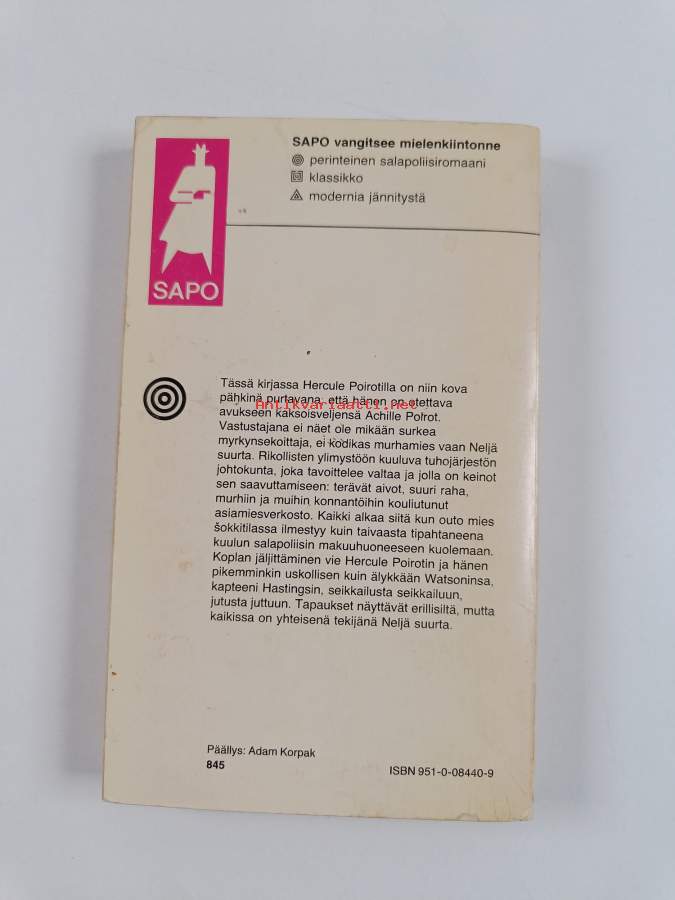 SAPO vangitsee mielenkiintonne
perinteinen salapoliisiromaani
klassikko
modernia jännitystä
SAPO
Tässä kirjassa Hercule Poirotilla on niin kova
pähkinä purtavana, että hänen on otettava
Antikvariaatti.net
avukseen kaksoisveljensä Achille Poirot.
Vastustajana ei näet ole mikään surkea
myrkynsekoittaja, ei kodikas murhamies vaan Neljä
suurta. Rikollisten ylimystöön kuuluva tuhojärjestön
johtokunta, joka tavoittelee valtaa ja jolla on keinot
sen saavuttamiseen: terävät aivot, suuri raha,
murhiin ja muihin konnantöihin kouliutunut
asiamiesverkosto. Kaikki alkaa siitä kun outo mies
šokkitilassa ilmestyy kuin taivaasta tipahtaneena
kuulun salapoliisin makuuhuoneeseen kuolemaan.
Koplan jäljittäminen vie Hercule Poirotin ja hänen
pikemminkin uskollisen kuin älykkään Watsoninsa,
kapteeni Hastingsin, seikkailusta seikkailuun,
jutusta juttuun. Tapaukset näyttävät erillisiltä, mutta
kaikissa on yhteisenä tekijänä Neljä suurta.
Päällys: Adam Korpak
845
ISBN 951-0-08440-9